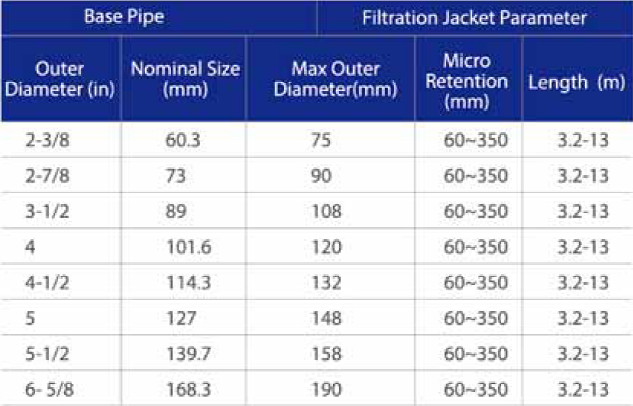 Base Pipe Filtration Jacket Parameter
Outer Diameter (in) Nominal Size (mm) Max Outer Diameter(mm) Micro Retention (mm) Length (m)
2-3/8 60.3 75 60~350 3.2-13
2-7/8 73 90 60~350 3.2-13
3-1/2 89 108 60~350 3.2-13
4 101.6 120 60~350 3.2-13
4-1/2 114.3 132 60~350 3.2-13
5 127 148 60~350 3.2-13
5-1/2 139.7 158 60~350 3.2-13
6- 5/8 168.3 190 60~350 3.2-13